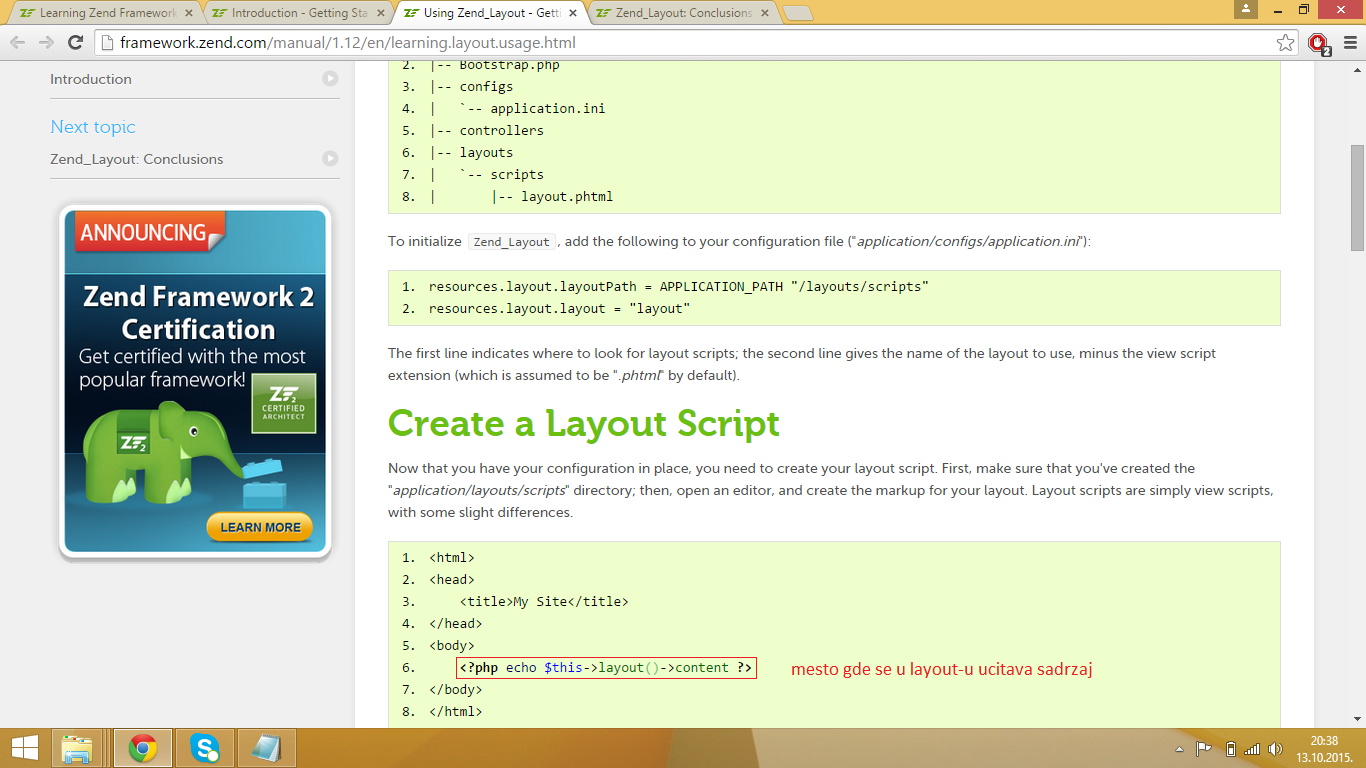 Learning Zend Framework
Introduction - Getting Sta
Using Zend_Layout - Getti
Zend_Layout: Conclusions
framework.zend.com/manual/1.12/en/learning.layout.usage.html
2
Introduction
Next topic
Zend_Layout: Conclusions
ANNOUNCING
Zend Framework 2
Certification
Get certified with the most
popular framework!
ZF2
CERTIFIED
ARCHITECT
ZF2
LEARN MORE
2. |-- Bootstrap.php
3. |-- configs
4. |   `-- application.ini
5. |-- controllers
6. |-- layouts
7. |   `-- scripts
8. |       |-- layout.phtml
To initialize Zend_Layout , add the following to your configuration file ("application/configs/application.ini"):
1. resources.layout.layoutPath = APPLICATION_PATH "/layouts/scripts"
2. resources.layout.layout = "layout"
The first line indicates where to look for layout scripts; the second line gives the name of the layout to use, minus the view script
extension (which is assumed to be ".phtml" by default).
Create a Layout Script
Now that you have your configuration in place, you need to create your layout script. First, make sure that you've created the
"application/layouts/scripts" directory; then, open an editor, and create the markup for your layout. Layout scripts are simply view scripts,
with some slight differences.
1. <html>
2. <head>
3.     <title>My Site</title>
4. </head>
5. <body>
6.     <?php echo $this->layout()->content ?> mesto gde se u layout-u ucitava sadrzaj
7. </body>
8. </html>
20:38
13.10.2015.